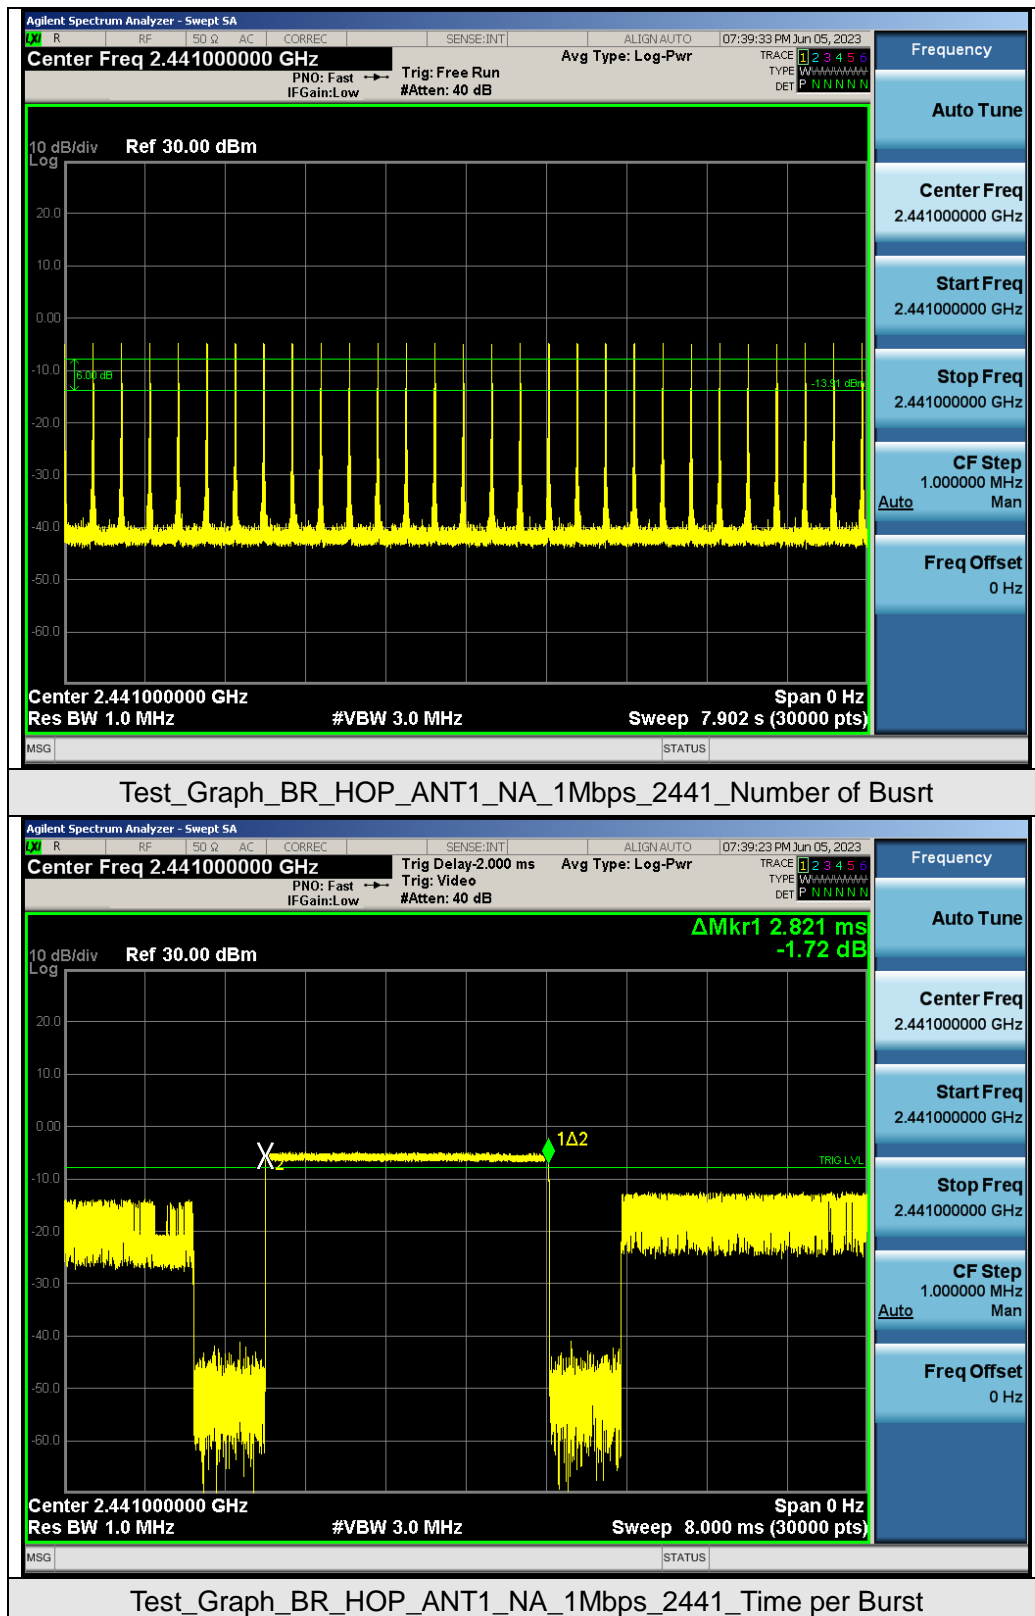 Agilent Spectrum Analyzer - Swept SA
LXI R RF 50 Ω AC CORREC SENSE:INT ALIGN AUTO 07:39:33 PM Jun 05, 2023
Center Freq 2.441000000 GHz
PNO: Fast
IFGain:Low
Trig: Free Run
#Atten: 40 dB
Avg Type: Log-Pwr
TRACE 1 2 3 4 5 6
TYPE WWWWWW
DET P N N N N N
10 dB/div Ref 30.00 dBm
Log
20.0
10.0
0.00
-10.0
-20.0
-30.0
-40.0
-50.0
-60.0
6.00 dB
-13.91 dBm
Center 2.441000000 GHz Span 0 Hz
Res BW 1.0 MHz #VBW 3.0 MHz Sweep 7.902 s (30000 pts)
MSG STATUS
Frequency
Auto Tune
Center Freq
2.441000000 GHz
Start Freq
2.441000000 GHz
Stop Freq
2.441000000 GHz
CF Step
1.000000 MHz
Auto Man
Freq Offset
0 Hz
Test_Graph_BR_HOP_ANT1_NA_1Mbps_2441_Number of Busrt
Agilent Spectrum Analyzer - Swept SA
LXI R RF 50 Ω AC CORREC SENSE:INT ALIGN AUTO 07:39:23 PM Jun 05, 2023
Center Freq 2.441000000 GHz
PNO: Fast
IFGain:Low
Trig Delay-2.000 ms
Trig: Video
#Atten: 40 dB
Avg Type: Log-Pwr
TRACE 1 2 3 4 5 6
TYPE WWWWWW
DET P N N N N N
ΔMkr1 2.821 ms
-1.72 dB
10 dB/div Ref 30.00 dBm
Log
20.0
10.0
0.00
-10.0
-20.0
-30.0
-40.0
-50.0
-60.0
2
1Δ2
TRIG LVL
Center 2.441000000 GHz Span 0 Hz
Res BW 1.0 MHz #VBW 3.0 MHz Sweep 8.000 ms (30000 pts)
MSG STATUS
Frequency
Auto Tune
Center Freq
2.441000000 GHz
Start Freq
2.441000000 GHz
Stop Freq
2.441000000 GHz
CF Step
1.000000 MHz
Auto Man
Freq Offset
0 Hz
Test_Graph_BR_HOP_ANT1_NA_1Mbps_2441_Time per Burst